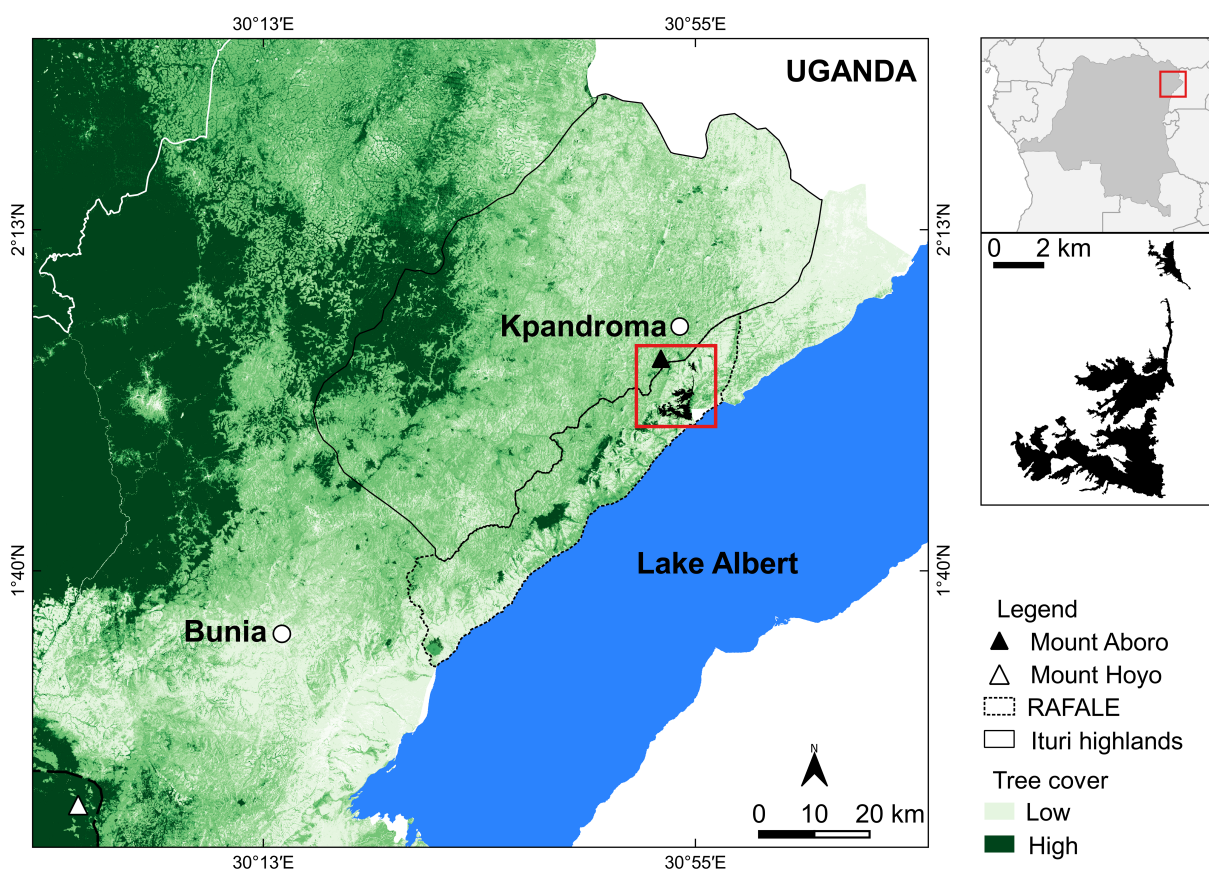 30°13′E
30°55′E
UGANDA
2°13′N
2°13′N
0 2 km
Kpandroma
1°40′N
1°40′N
Lake Albert
Bunia
Legend
Mount Aboro
Mount Hoyo
RAFALE
Ituri highlands
Tree cover
Low
High
N
0 10 20 km
30°13′E
30°55′E